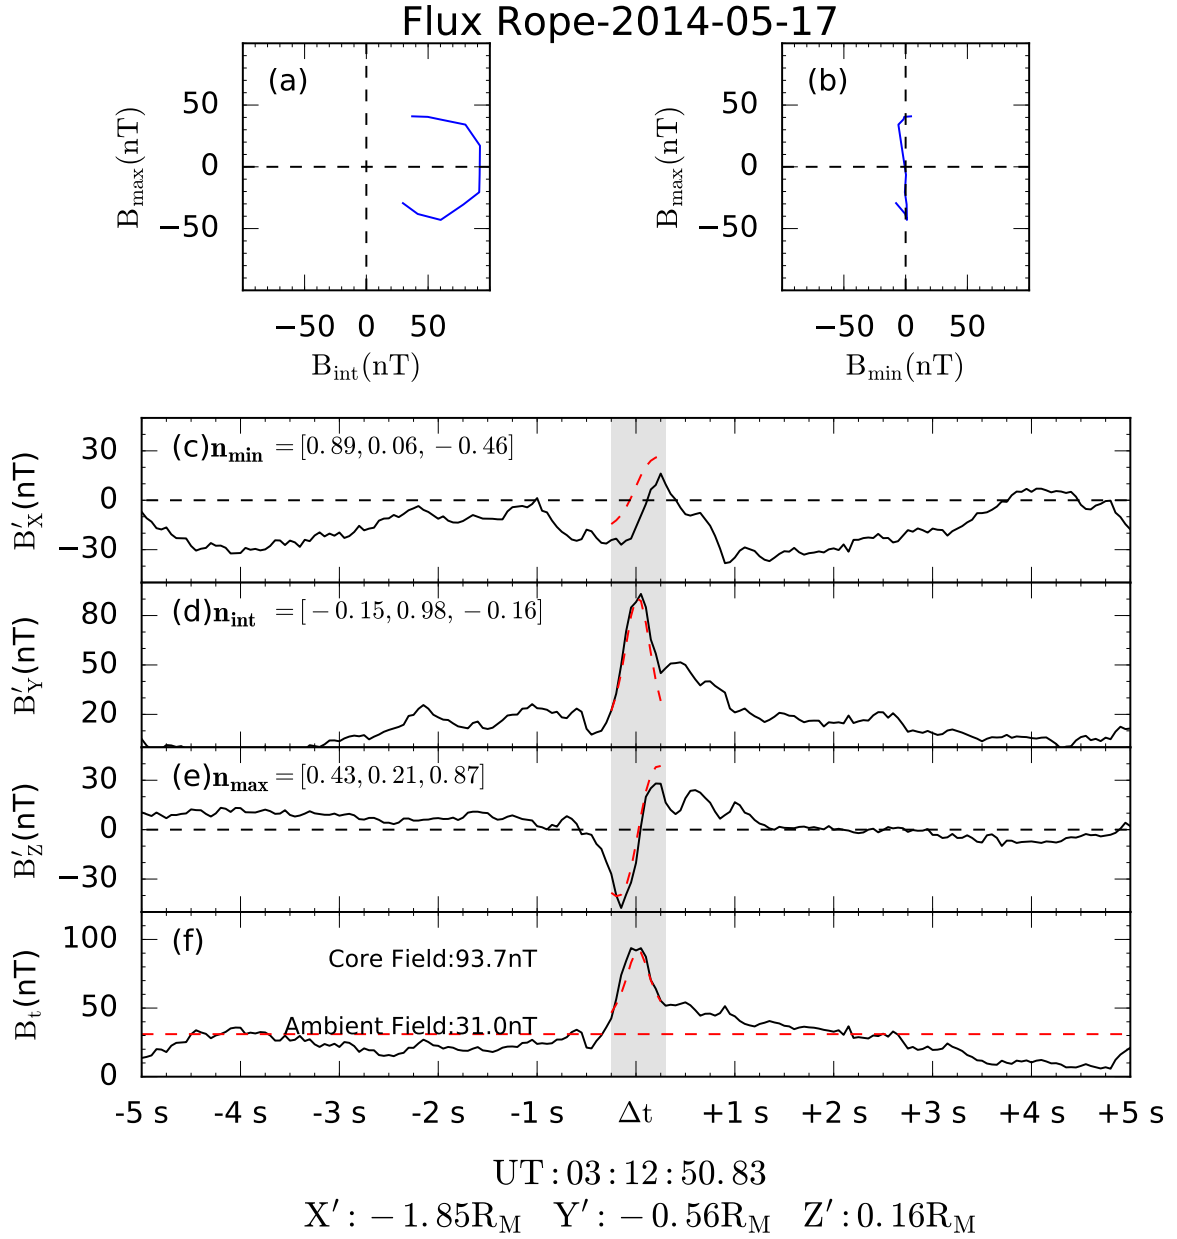 Flux Rope-2014-05-17
(a)
(b)
B_max(nT)
50
0
−50
−50 0 50
B_int(nT)
B_max(nT)
50
0
−50
−50 0 50
B_min(nT)
(c) n_min = [0.89, 0.06, −0.46]
B′_X(nT)
30
0
−30
(d) n_int = [−0.15, 0.98, −0.16]
B′_Y(nT)
80
50
20
(e) n_max = [0.43, 0.21, 0.87]
B′_Z(nT)
30
0
−30
(f)
B_t(nT)
100
50
0
Core Field:93.7nT
Ambient Field:31.0nT
-5 s -4 s -3 s -2 s -1 s Δt +1 s +2 s +3 s +4 s +5 s
UT:03:12:50.83
X′: −1.85R_M Y′: −0.56R_M Z′: 0.16R_M